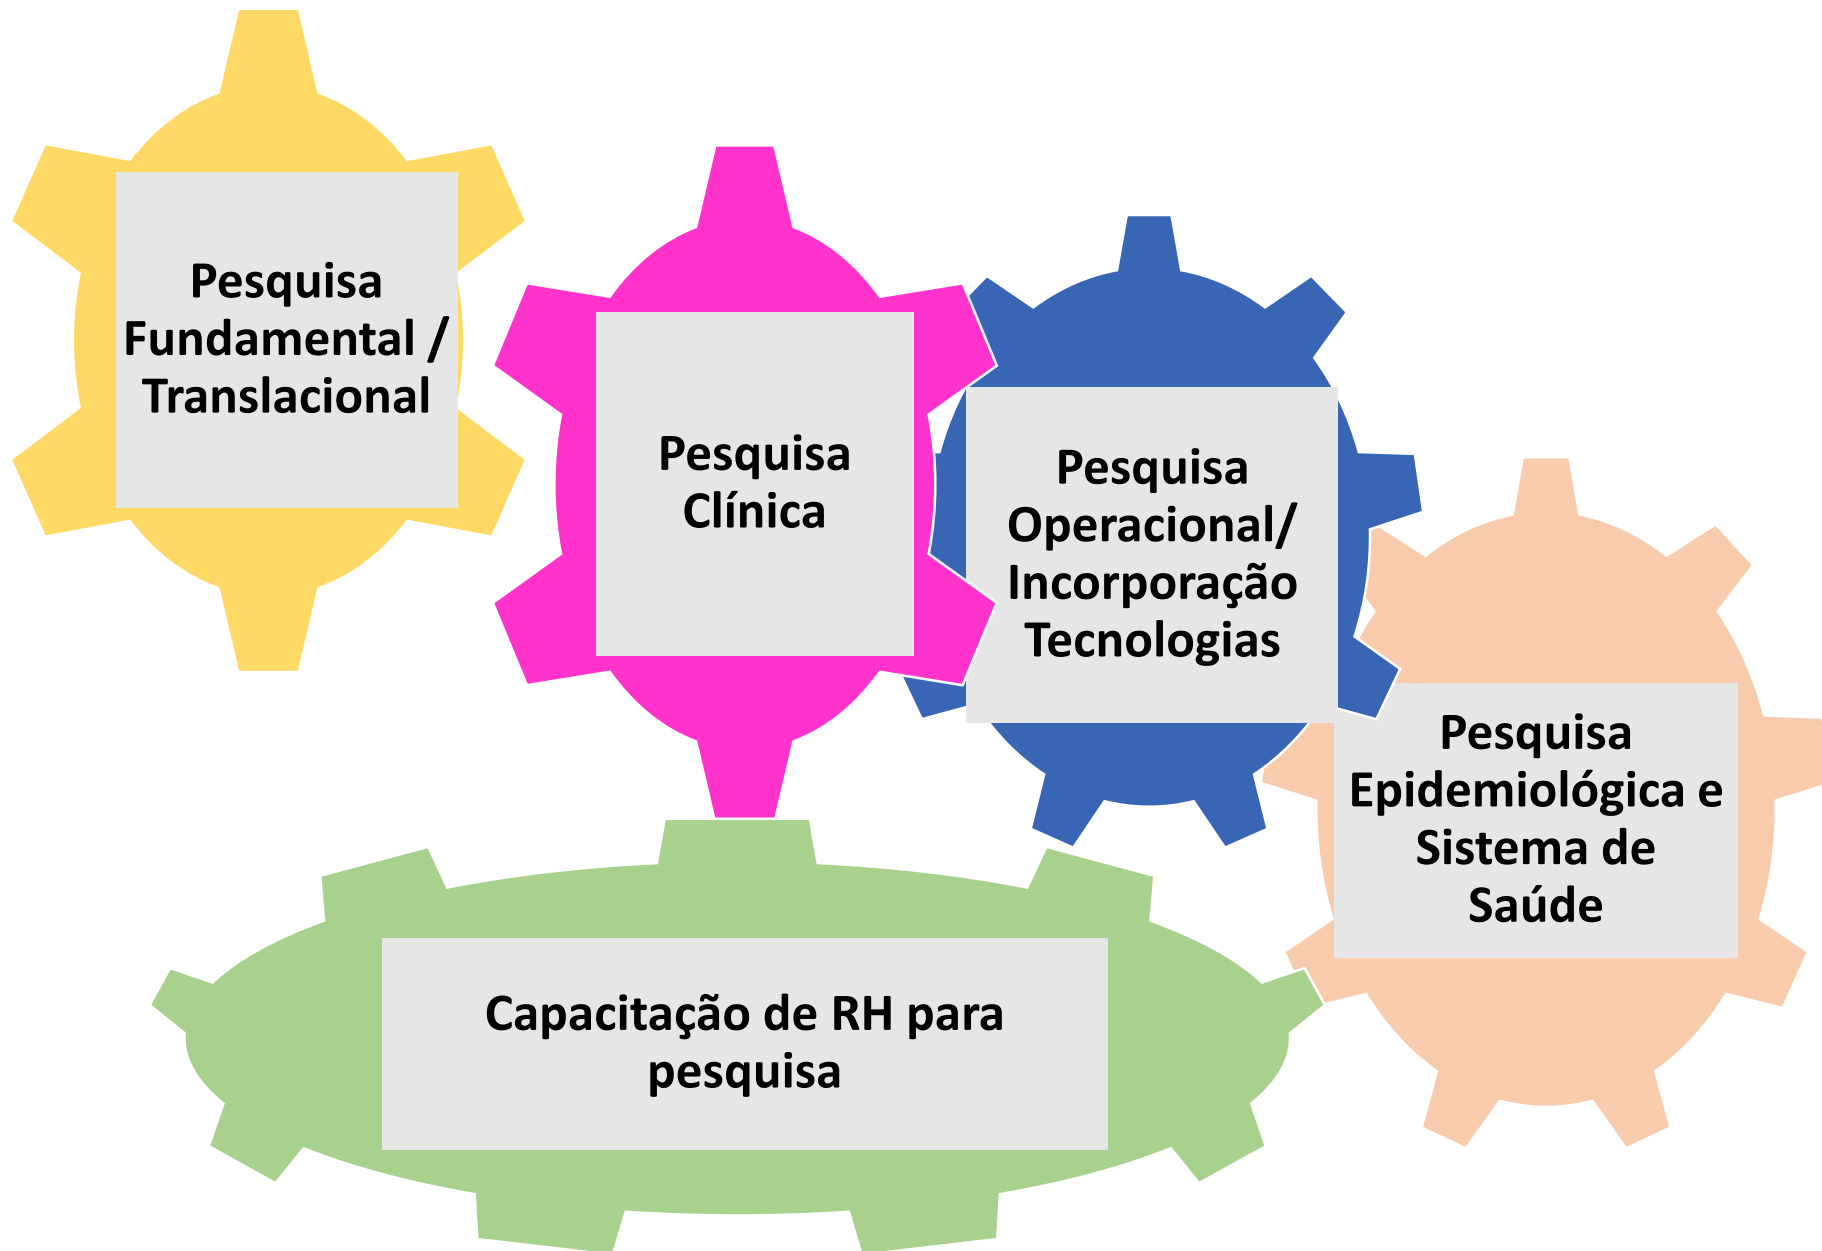 Pesquisa
Fundamental /
Translacional
Pesquisa
Clínica
Pesquisa
Operacional/
Incorporação
Tecnologias
Pesquisa
Epidemiológica e
Sistema de
Saúde
Capacitação de RH para
pesquisa